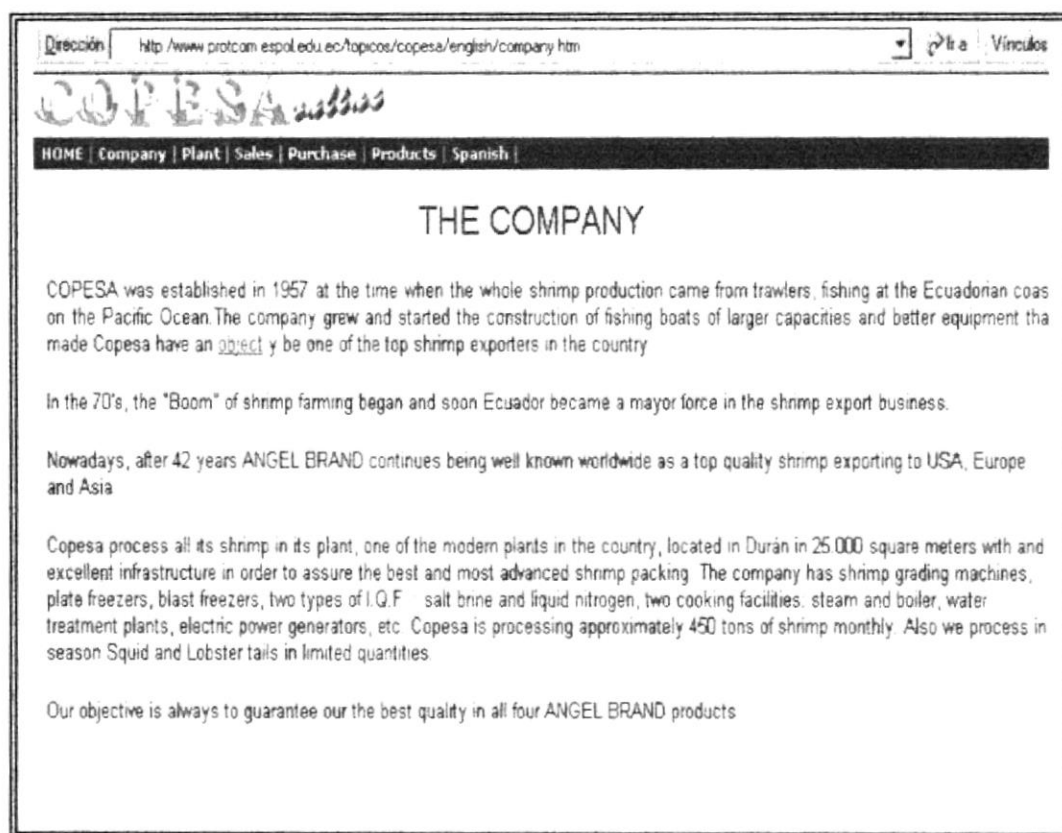 Dirección http /www protcom espol.edu.ec/topicos/copesa/english/company htm Ir a Vínculos
COPESA
HOME | Company | Plant | Sales | Purchase | Products | Spanish |
THE COMPANY
COPESA was established in 1957 at the time when the whole shrimp production came from trawlers, fishing at the Ecuadorian coas
on the Pacific Ocean.The company grew and started the construction of fishing boats of larger capacities and better equipment tha
made Copesa have an object y be one of the top shrimp exporters in the country
In the 70's, the "Boom" of shrimp farming began and soon Ecuador became a mayor force in the shrimp export business.
Nowadays, after 42 years ANGEL BRAND continues being well known worldwide as a top quality shrimp exporting to USA, Europe
and Asia
Copesa process all its shrimp in its plant, one of the modern plants in the country, located in Durán in 25.000 square meters with and
excellent infrastructure in order to assure the best and most advanced shrimp packing. The company has shrimp grading machines,
plate freezers, blast freezers, two types of I.Q.F salt brine and liquid nitrogen, two cooking facilities. steam and boiler, water
treatment plants, electric power generators, etc. Copesa is processing approximately 450 tons of shrimp monthly. Also we process in
season Squid and Lobster tails in limited quantities.
Our objective is always to guarantee our the best quality in all four ANGEL BRAND products